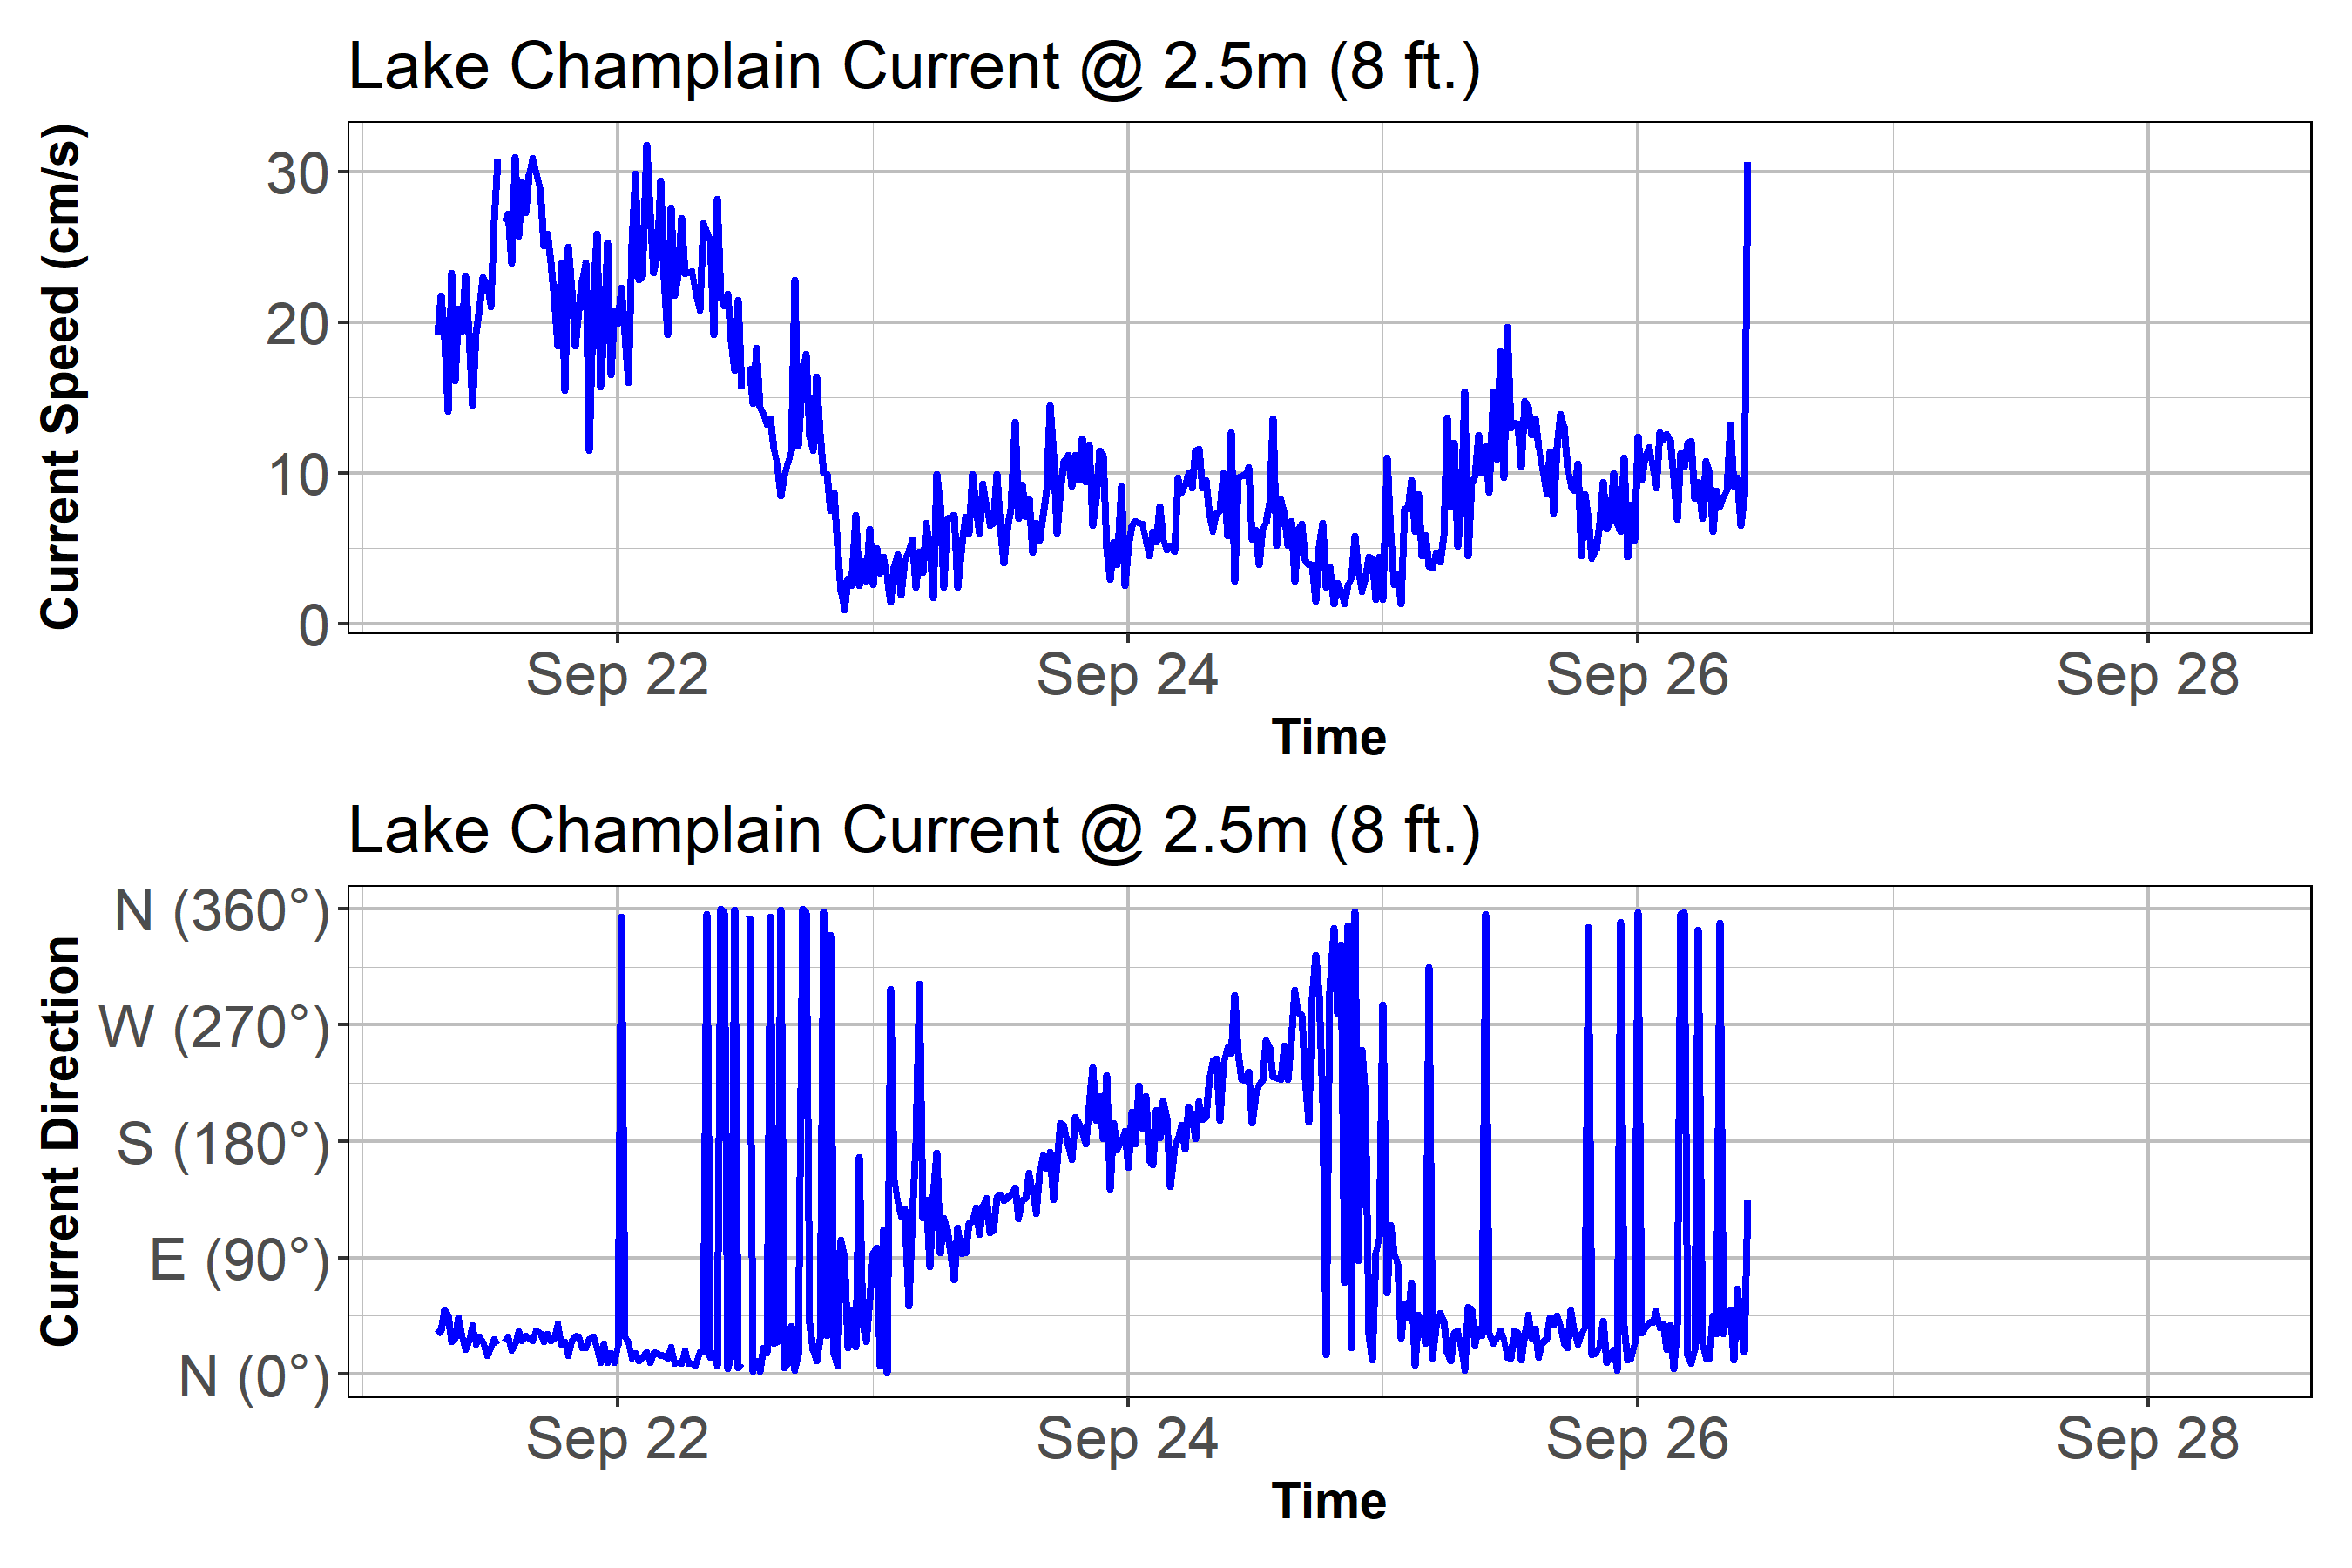 Lake Champlain Current @ 2.5m (8 ft.)
Current Speed (cm/s)
30
20
10
0
Sep 22 Sep 24 Sep 26 Sep 28
Time
Lake Champlain Current @ 2.5m (8 ft.)
Current Direction
N (360°)
W (270°)
S (180°)
E (90°)
N (0°)
Sep 22 Sep 24 Sep 26 Sep 28
Time